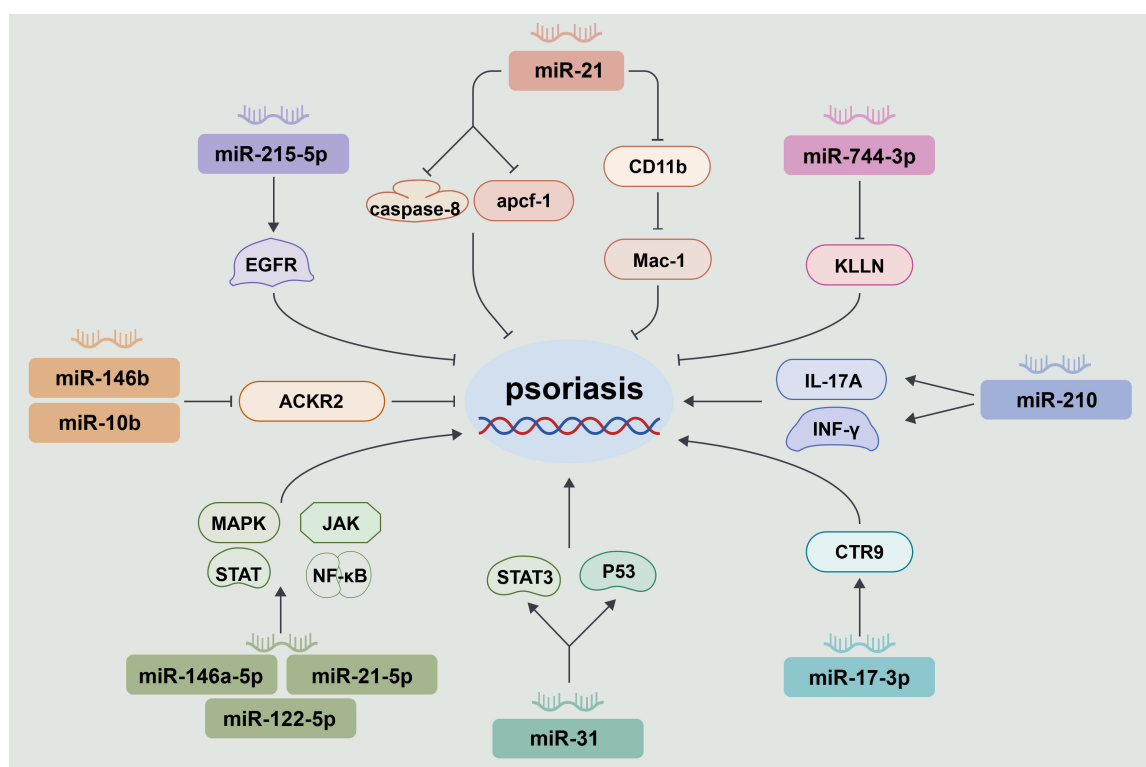 miR-21
miR-215-5p
miR-744-3p
CD11b
caspase-8
apcf-1
Mac-1
EGFR
KLLN
miR-146b
miR-10b
ACKR2
psoriasis
IL-17A
INF-γ
miR-210
MAPK
JAK
STAT
NF-κB
STAT3
P53
CTR9
miR-146a-5p
miR-21-5p
miR-122-5p
miR-31
miR-17-3p